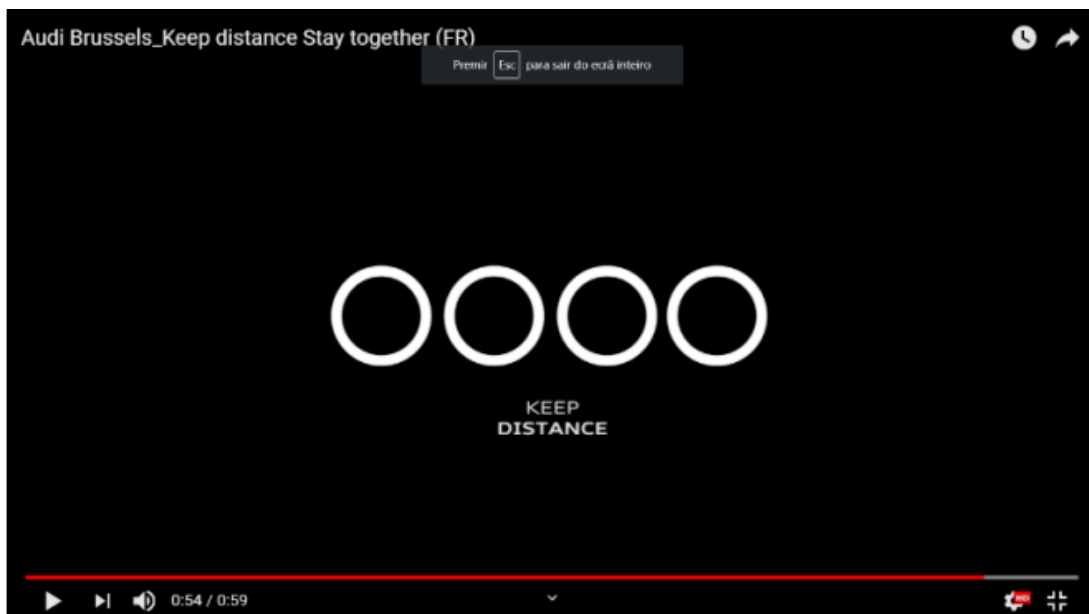 Audi Brussels_Keep distance Stay together (FR)
Premir Esc para sair do ecrã inteiro
KEEP
DISTANCE
0:54 / 0:59
HD